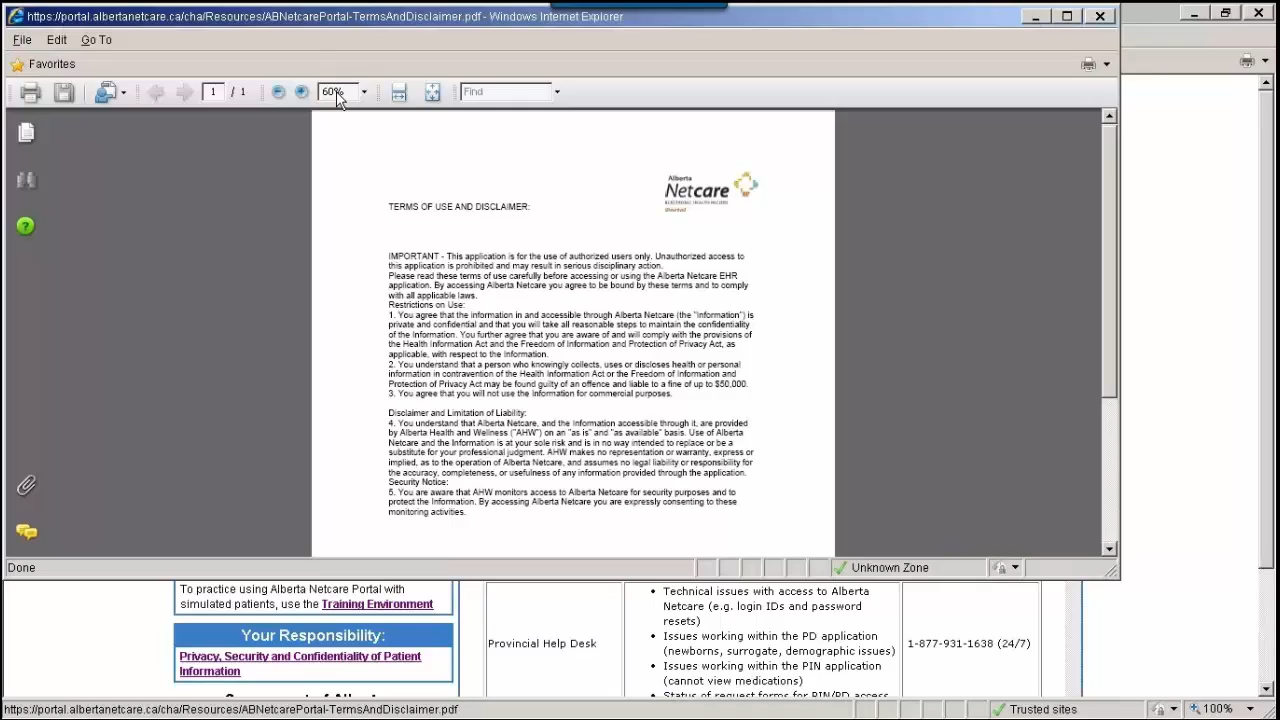 https://portal.albertanetcare.ca/cha/Resources/ABNetcarePortal-TermsAndDisclaimer.pdf - Windows Internet Explorer
File Edit Go To
Favorites
1 / 1 60% Find
Alberta
Netcare
ELECTRONIC HEALTH RECORD
TERMS OF USE AND DISCLAIMER:
IMPORTANT - This application is for the use of authorized users only. Unauthorized access to
this application is prohibited and may result in serious disciplinary action.
Please read these terms of use carefully before accessing or using the Alberta Netcare EHR
application. By accessing Alberta Netcare you agree to be bound by these terms and to comply
with all applicable laws.
Restrictions on Use:
1. You agree that the information in and accessible through Alberta Netcare (the "Information") is
private and confidential and that you will take all reasonable steps to maintain the confidentiality
of the Information. You further agree that you are aware of and will comply with the provisions of
the Health Information Act and the Freedom of Information and Protection of Privacy Act, as
applicable, with respect to the Information.
2. You understand that a person who knowingly collects, uses or discloses health or personal
information in contravention of the Health Information Act or the Freedom of Information and
Protection of Privacy Act may be found guilty of an offence and liable to a fine of up to $50,000.
3. You agree that you will not use the Information for commercial purposes.
Disclaimer and Limitation of Liability:
4. You understand that Alberta Netcare, and the Information accessible through it, are provided
by Alberta Health and Wellness ("AHW") on an "as is" and "as available" basis. Use of Alberta
Netcare and the Information is at your sole risk and is in no way intended to replace or be a
substitute for your professional judgment. AHW makes no representation or warranty, express or
implied, as to the operation of Alberta Netcare, and assumes no legal liability or responsibility for
the accuracy, completeness, or usefulness of any information provided through the application.
Security Notice:
5. You are aware that AHW monitors access to Alberta Netcare for security purposes and to
protect the Information. By accessing Alberta Netcare you are expressly consenting to these
monitoring activities.
Done Unknown Zone
To practice using Alberta Netcare Portal with
simulated patients, use the Training Environment
Your Responsibility:
Privacy, Security and Confidentiality of Patient
Information
Provincial Help Desk
• Technical issues with access to Alberta
Netcare (e.g. login IDs and password
resets)
• Issues working within the PD application
(newborns, surrogate, demographic issues)
• Issues working within the PIN application
(cannot view medications)
• Status of request forms for PIN/PD access
1-877-931-1638 (24/7)
https://portal.albertanetcare.ca/cha/Resources/ABNetcarePortal-TermsAndDisclaimer.pdf Trusted sites 100%